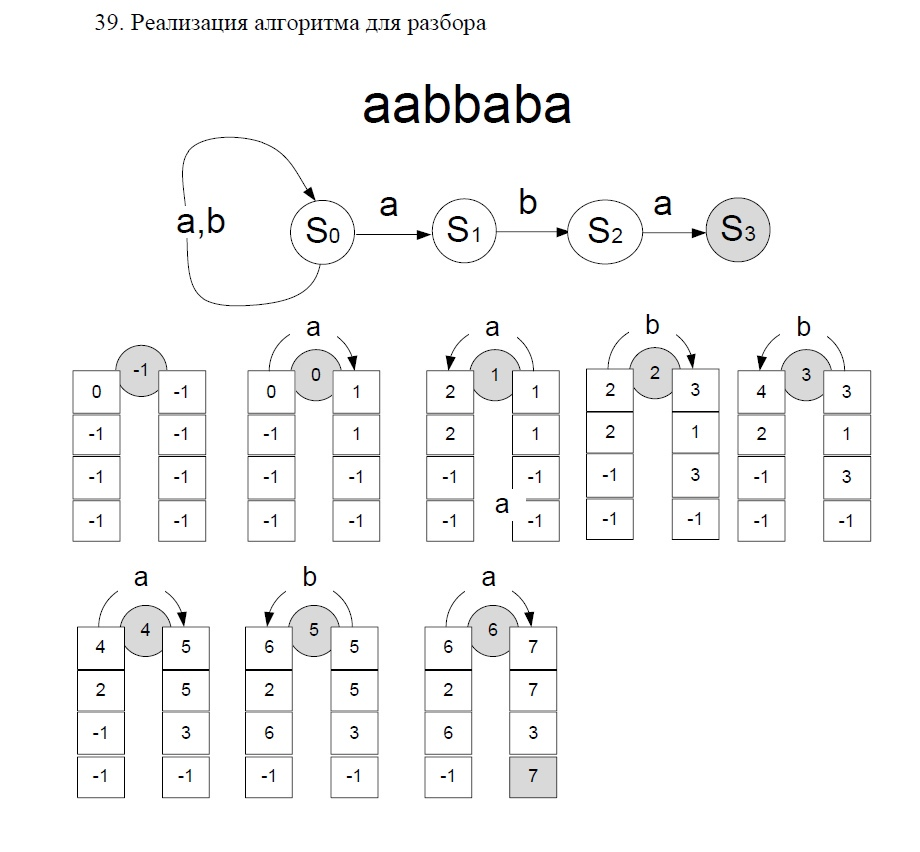 39. Реализация алгоритма для разбора
aabbaba
a,b S0 a S1 b S2 a S3
a a b b
-1 0 1 2 3
0 -1 0 1 2 1 2 3 4 3
-1 -1 -1 1 2 1 2 1 2 1
-1 -1 -1 -1 -1 -1 -1 3 -1 3
-1 -1 -1 -1 -1 a -1 -1 -1 -1 -1
a b a
4 5 6
4 5 6 5 6 7
2 5 2 5 2 7
-1 3 6 3 6 3
-1 -1 -1 -1 -1 7